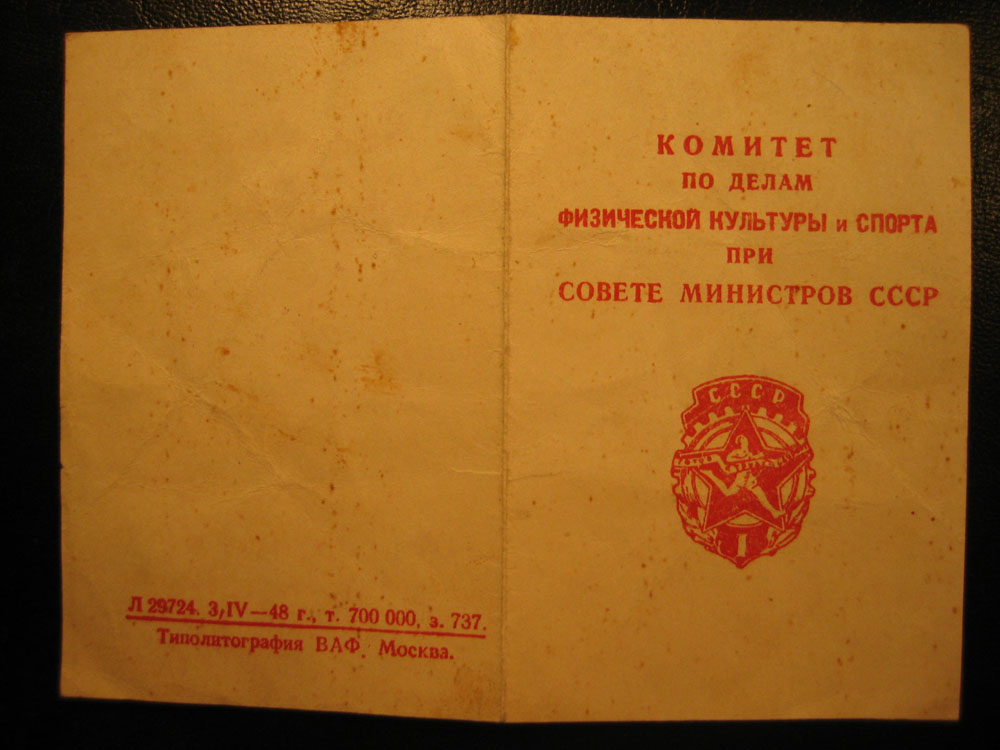 КОМИТЕТ
ПО ДЕЛАМ
ФИЗИЧЕСКОЙ КУЛЬТУРЫ и СПОРТА
ПРИ
СОВЕТЕ МИНИСТРОВ СССР
СССР
I
Л 29724. 3/IV—48 г., т. 700 000, з. 737.
Типолитография ВАФ. Москва.